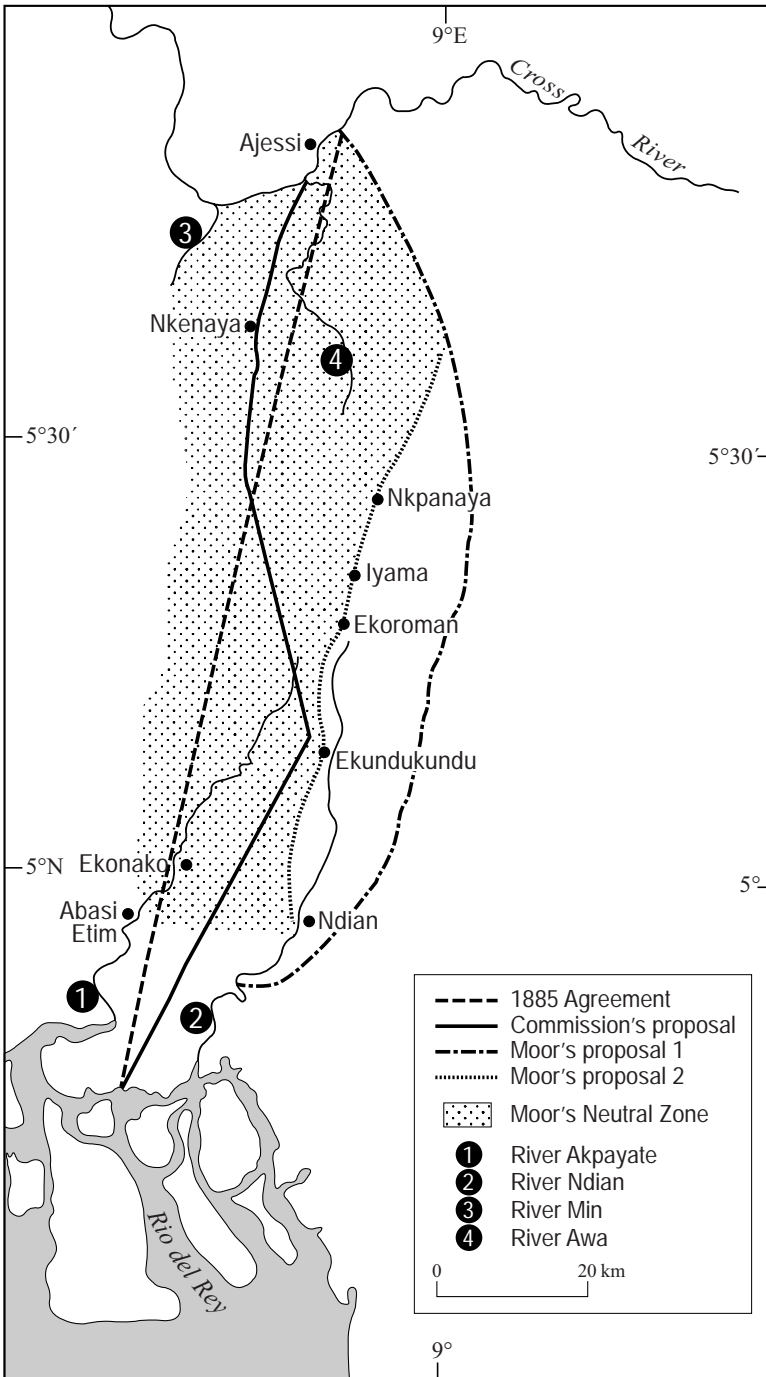 9°E
Cross
River
Ajessi
3
Nkenaya
4
5°30′
5°30′
Nkpanaya
Iyama
Ekoroman
Ekundukundu
Ekonako
5°N
5°
Abasi
Etim
Ndian
1
2
1885 Agreement
Commission's proposal
Moor's proposal 1
Moor's proposal 2
Moor's Neutral Zone
1 River Akpayate
2 River Ndian
3 River Min
4 River Awa
0 20 km
Rio del Rey
9°